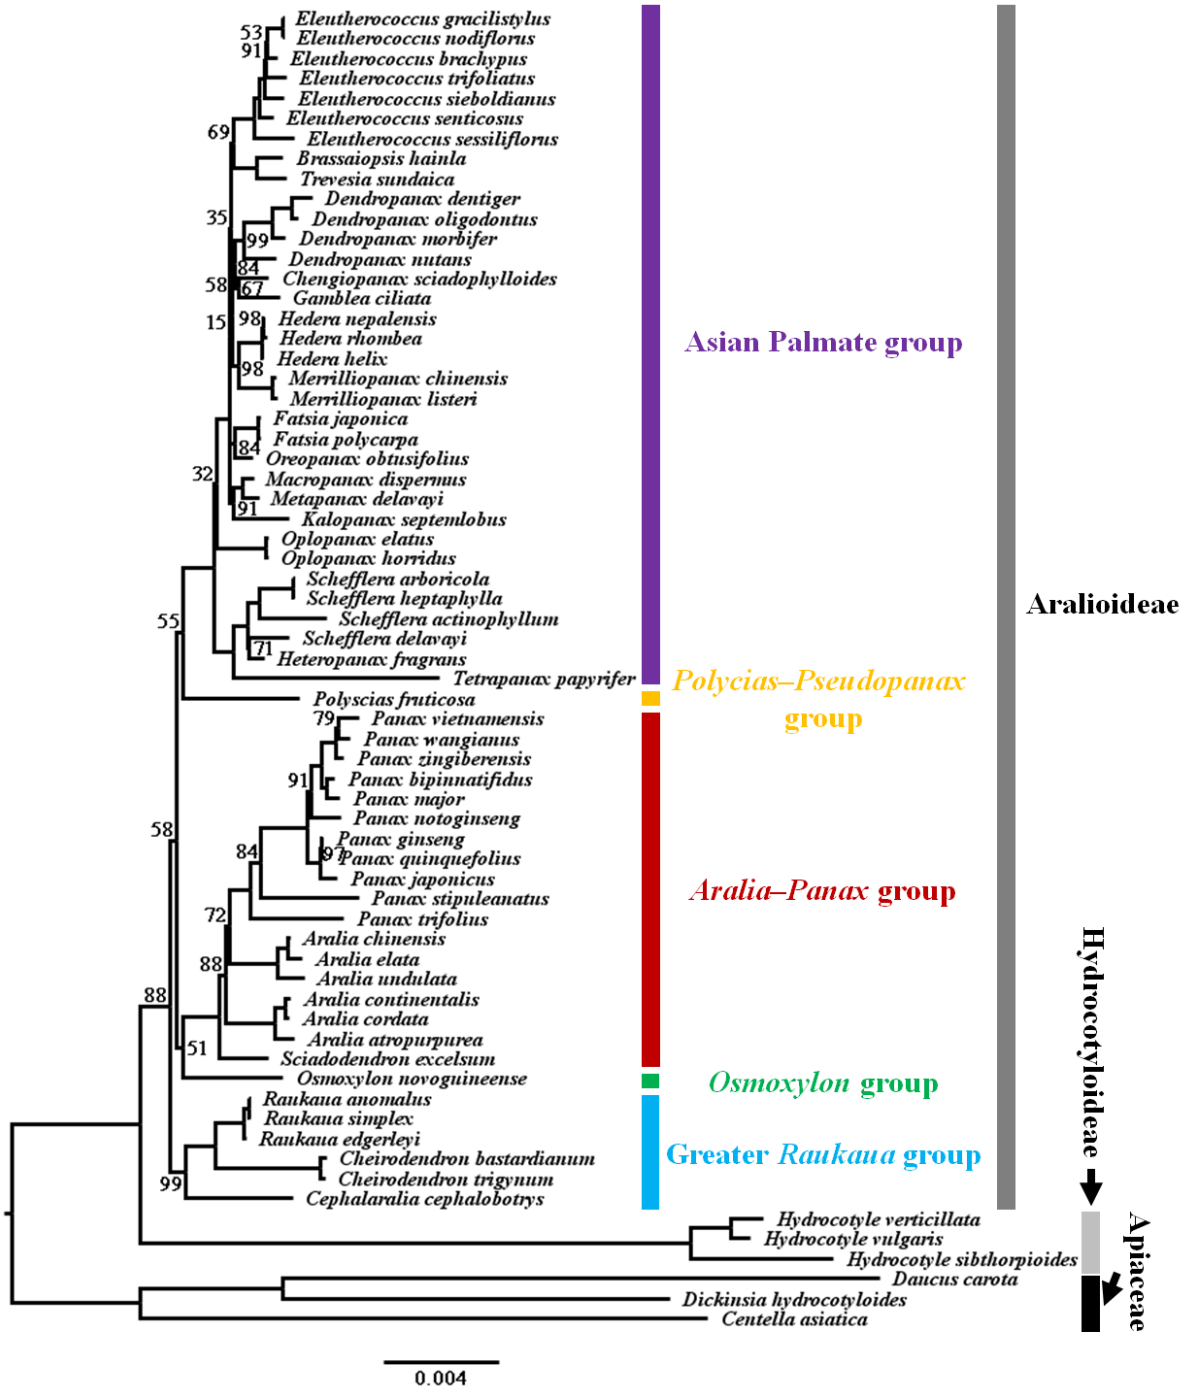 Eleutherococcus gracilistylus
53
Eleutherococcus nodiflorus
91
Eleutherococcus brachypus
Eleutherococcus trifoliatus
Eleutherococcus sieboldianus
Eleutherococcus senticosus
69
Eleutherococcus sessiliflorus
Brassaiopsis hainla
Trevesia sundaica
Dendropanax dentiger
35
Dendropanax oligodontus
99
Dendropanax morbifer
Dendropanax nutans
84
Chengiopanax sciadophylloides
58
67
Gamblea ciliata
15
98
Hedera nepalensis
Hedera rhombea
Hedera helix
98
Merrilliopanax chinensis
Merrilliopanax listeri
Fatsia japonica
Fatsia polycarpa
84
Oreopanax obtusifolius
32
Macropanax dispermus
Metapanax delavayi
91
Kalopanax septemlobus
Oplopanax elatus
Oplopanax horridus
Schefflera arboricola
Schefflera heptaphylla
55
Schefflera actinophyllum
Schefflera delavayi
71
Heteropanax fragrans
Tetrapanax papyrifer
Polyscias fruticosa
79
Panax vietnamensis
Panax wangianus
Panax zingiberensis
91
Panax bipinnatifidus
Panax major
Panax notoginseng
58
Panax ginseng
84
97
Panax quinquefolius
Panax japonicus
Panax stipuleanatus
72
Panax trifolius
Aralia chinensis
Aralia elata
88
Aralia undulata
88
Aralia continentalis
Aralia cordata
Aralia atropurpurea
51
Sciadodendron excelsum
Osmoxylon novoguineense
Raukaua anomalus
Raukaua simplex
Raukaua edgerleyi
Cheirodendron bastardianum
Cheirodendron trigynum
99
Cephalaralia cephalobotrys
Hydrocotyle verticillata
Hydrocotyle vulgaris
Hydrocotyle sibthorpioides
Daucus carota
Dickinsia hydrocotyloides
Centella asiatica
0.004
Asian Palmate group
Polycias–Pseudopanax
group
Aralia–Panax group
Osmoxylon group
Greater Raukaua group
Aralioideae
Hydrocotyloideae
Apiaceae